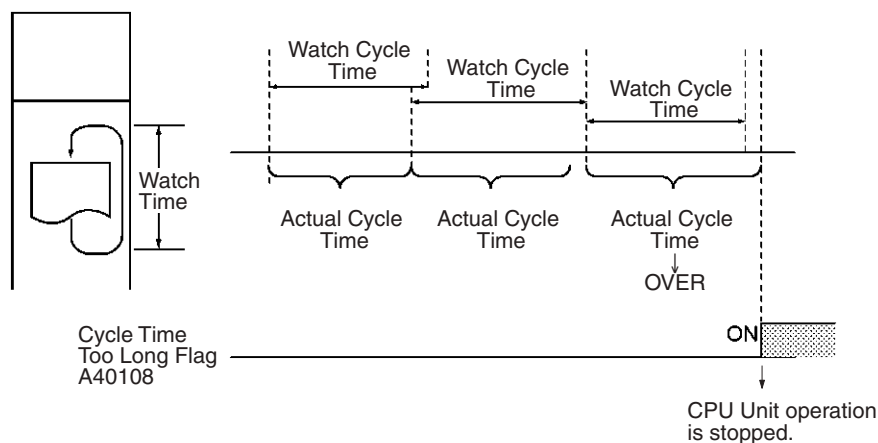 Watch Cycle
Time
Watch Cycle
Time
Watch Cycle
Time
Watch
Time
Actual Cycle
Time
Actual Cycle
Time
Actual Cycle
Time
OVER
Cycle Time
Too Long Flag
A40108
ON
CPU Unit operation
is stopped.